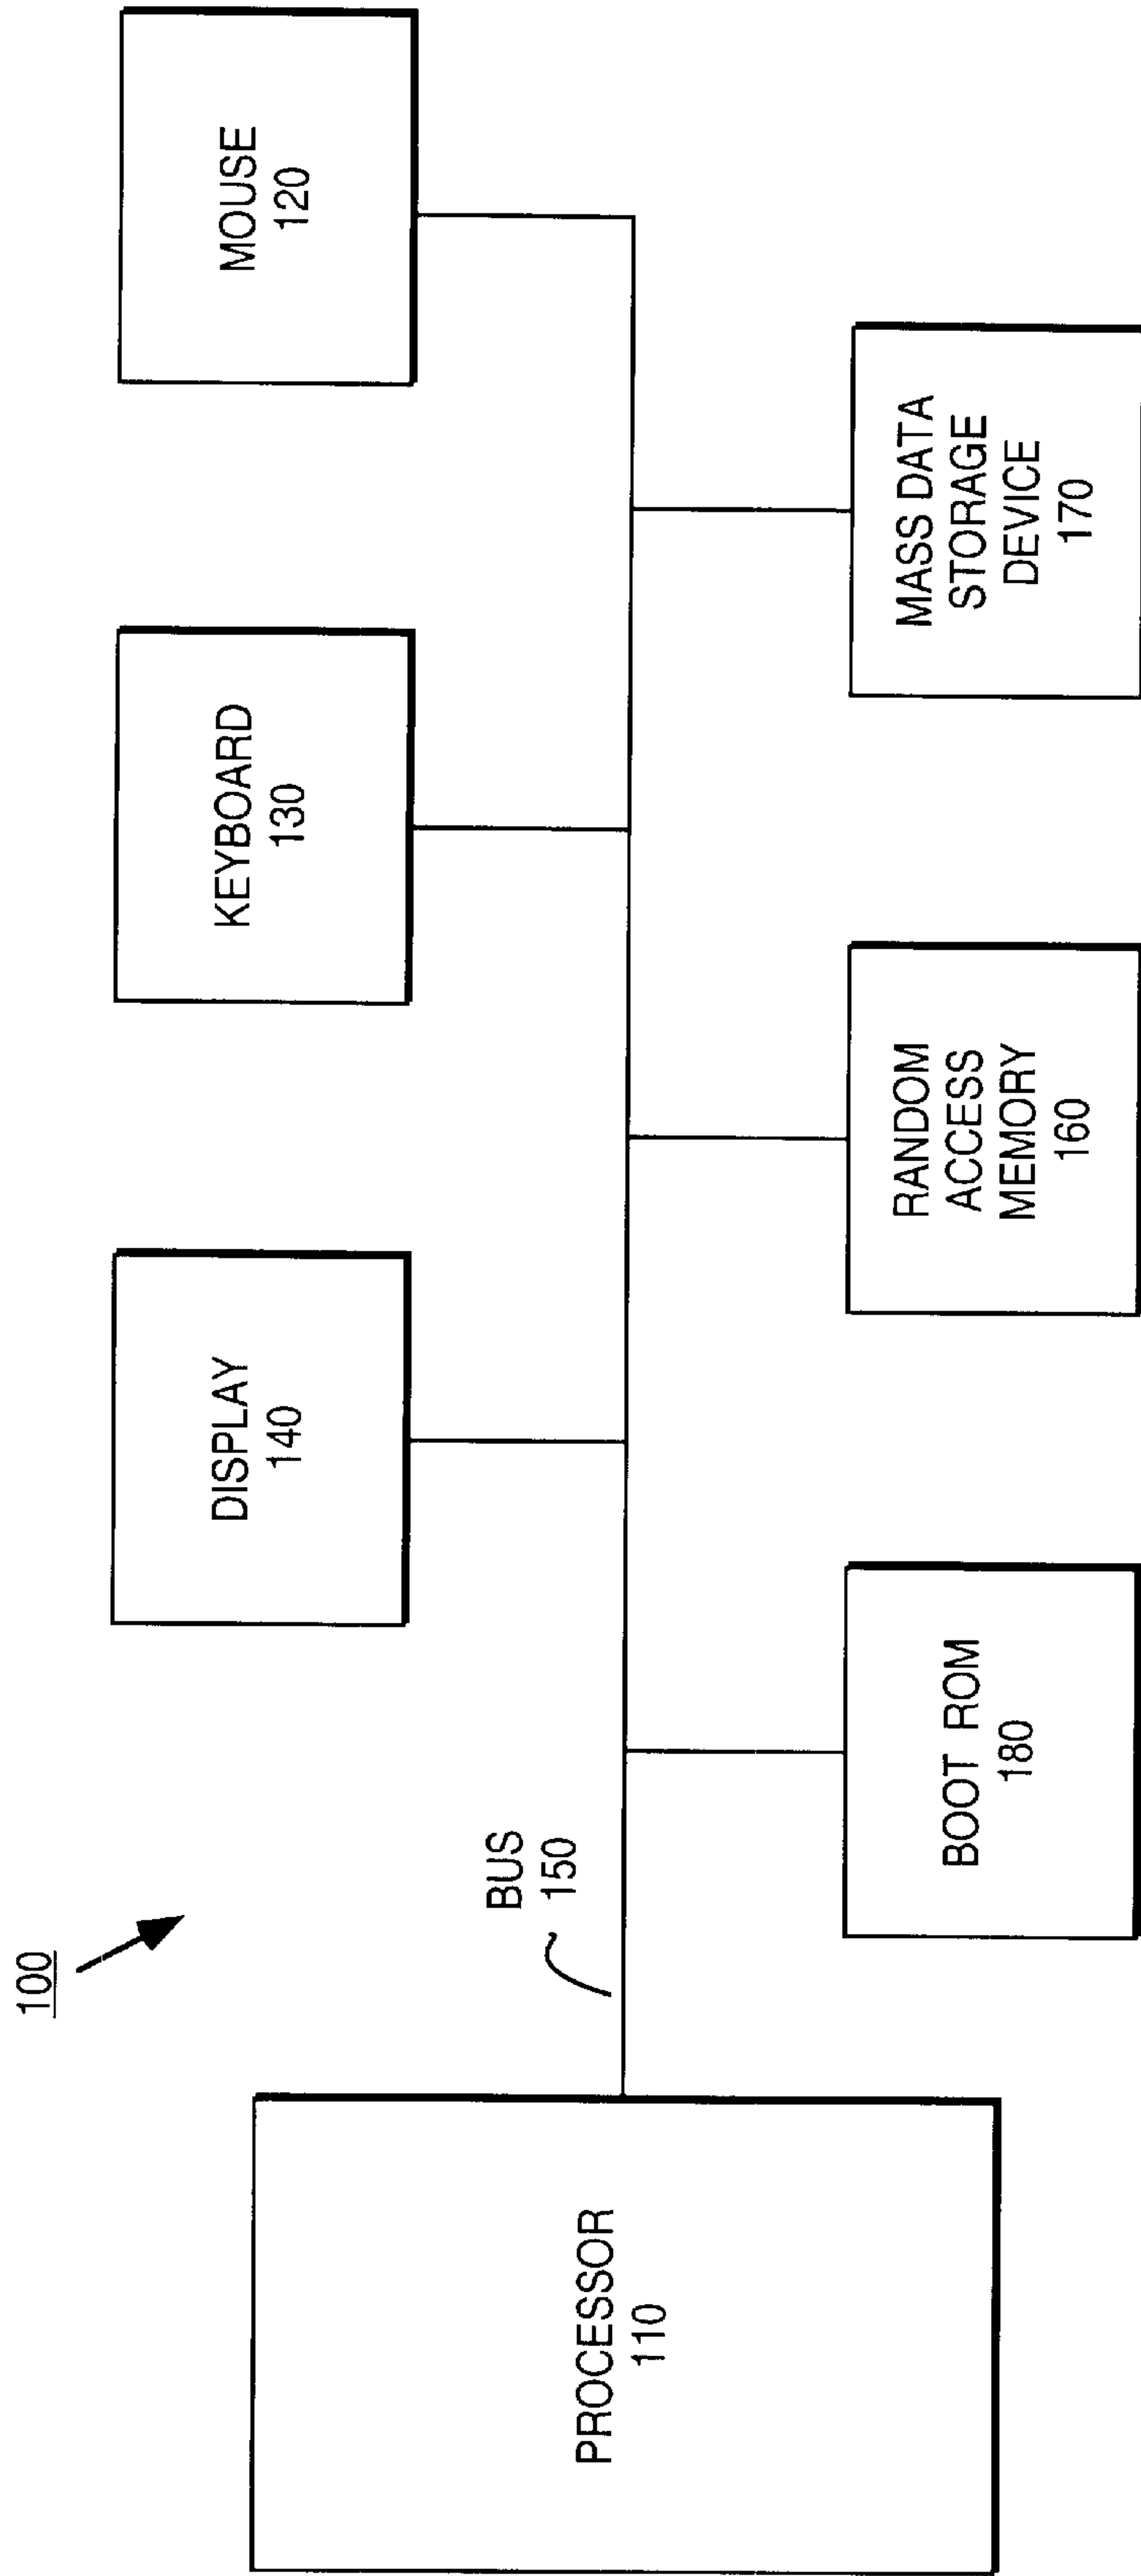 100
PROCESSOR
110
BUS
150
DISPLAY
140
KEYBOARD
130
MOUSE
120
BOOT ROM
180
RANDOM
ACCESS
MEMORY
160
MASS DATA
STORAGE
DEVICE
170